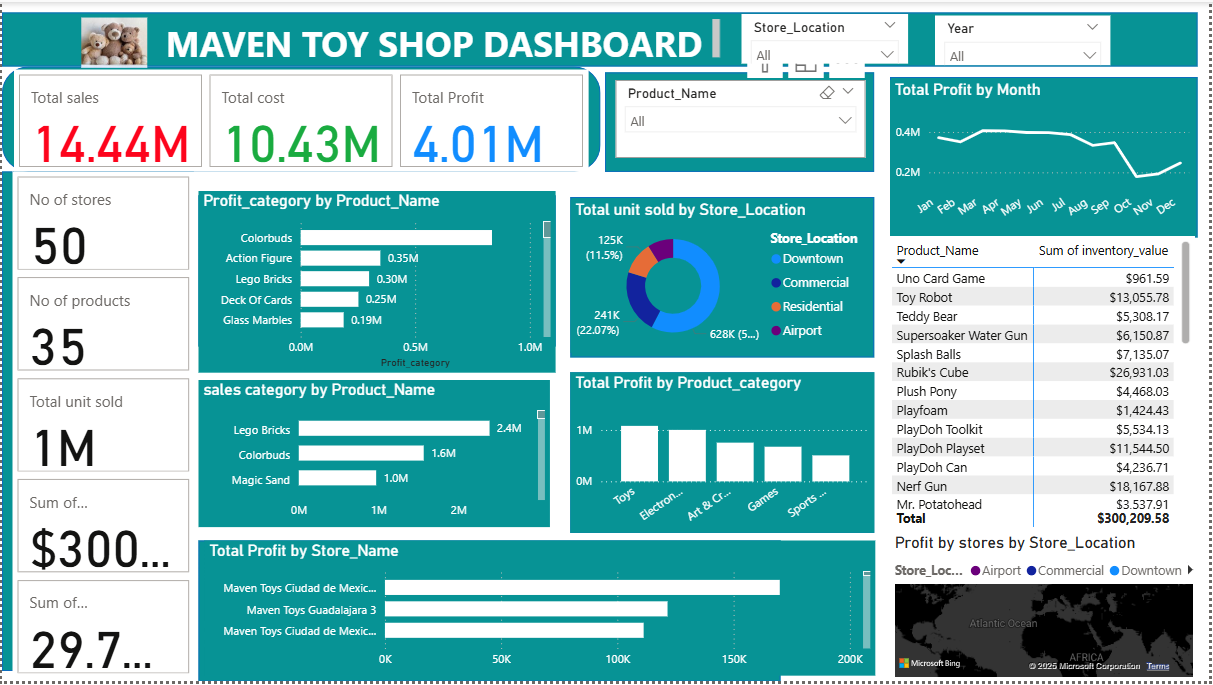 MAVEN TOY SHOP DASHBOARD
Store_Location
All
Year
All
Total sales
14.44M
Total cost
10.43M
Total Profit
4.01M
Product_Name
All
Total Profit by Month
0.4M
0.2M
Jan Feb Mar Apr May Jun Jul Aug Sep Oct Nov Dec
No of stores
50
No of products
35
Total unit sold
1M
Sum of...
$300...
Sum of...
29.7...
Profit_category by Product_Name
Colorbuds
Action Figure 0.35M
Lego Bricks 0.30M
Deck Of Cards 0.25M
Glass Marbles 0.19M
0.0M 0.5M 1.0M
Profit_category
Total unit sold by Store_Location
125K
(11.5%)
241K
(22.07%)
628K (5...)
Store_Location
Downtown
Commercial
Residential
Airport
sales category by Product_Name
Lego Bricks 2.4M
Colorbuds 1.6M
Magic Sand 1.0M
0M 1M 2M
Total Profit by Product_category
1M
0M
Toys Electron... Art & Cr... Games Sports ...
Total Profit by Store_Name
Maven Toys Ciudad de Mexic...
Maven Toys Guadalajara 3
Maven Toys Ciudad de Mexic...
0K 50K 100K 150K 200K
Product_Name Sum of inventory_value
Uno Card Game $961.59
Toy Robot $13,055.78
Teddy Bear $5,308.17
Supersoaker Water Gun $6,150.87
Splash Balls $7,135.07
Rubik's Cube $26,931.03
Plush Pony $4,468.03
Playfoam $1,424.43
PlayDoh Toolkit $5,534.13
PlayDoh Playset $11,544.50
PlayDoh Can $4,236.71
Nerf Gun $18,167.88
Mr. Potatohead $3,537.91
Total $300,209.58
Profit by stores by Store_Location
Store_Loc... Airport Commercial Downtown
Atlantic Ocean
AFRICA
Microsoft Bing
© 2025 Microsoft Corporation Terms